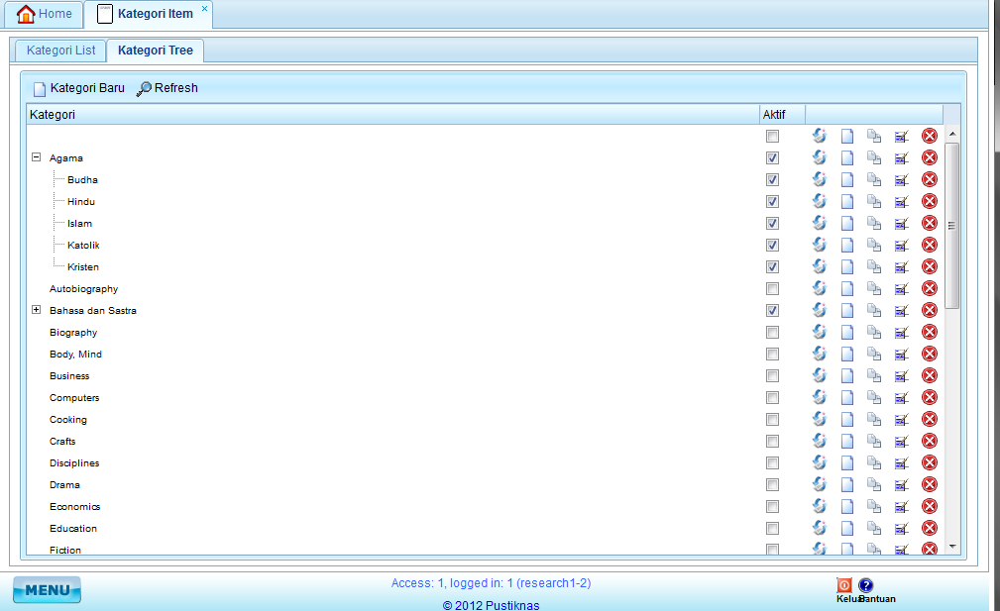 Home Kategori Item
Kategori List Kategori Tree
Kategori Baru Refresh
Kategori Aktif
Agama
Budha
Hindu
Islam
Katolik
Kristen
Autobiography
Bahasa dan Sastra
Biography
Body, Mind
Business
Computers
Cooking
Crafts
Disciplines
Drama
Economics
Education
Fiction
MENU
Access: 1, logged in: 1 (research1-2)
© 2012 Pustiknas
Bantuan